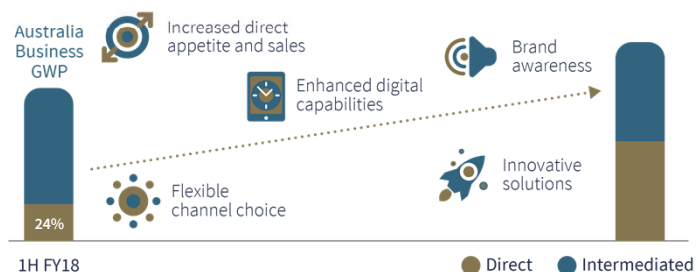 Australia
Business
GWP
Increased direct
appetite and sales
Brand
awareness
Enhanced digital
capabilities
Flexible
channel choice
Innovative
solutions
24%
1H FY18
Direct
Intermediated